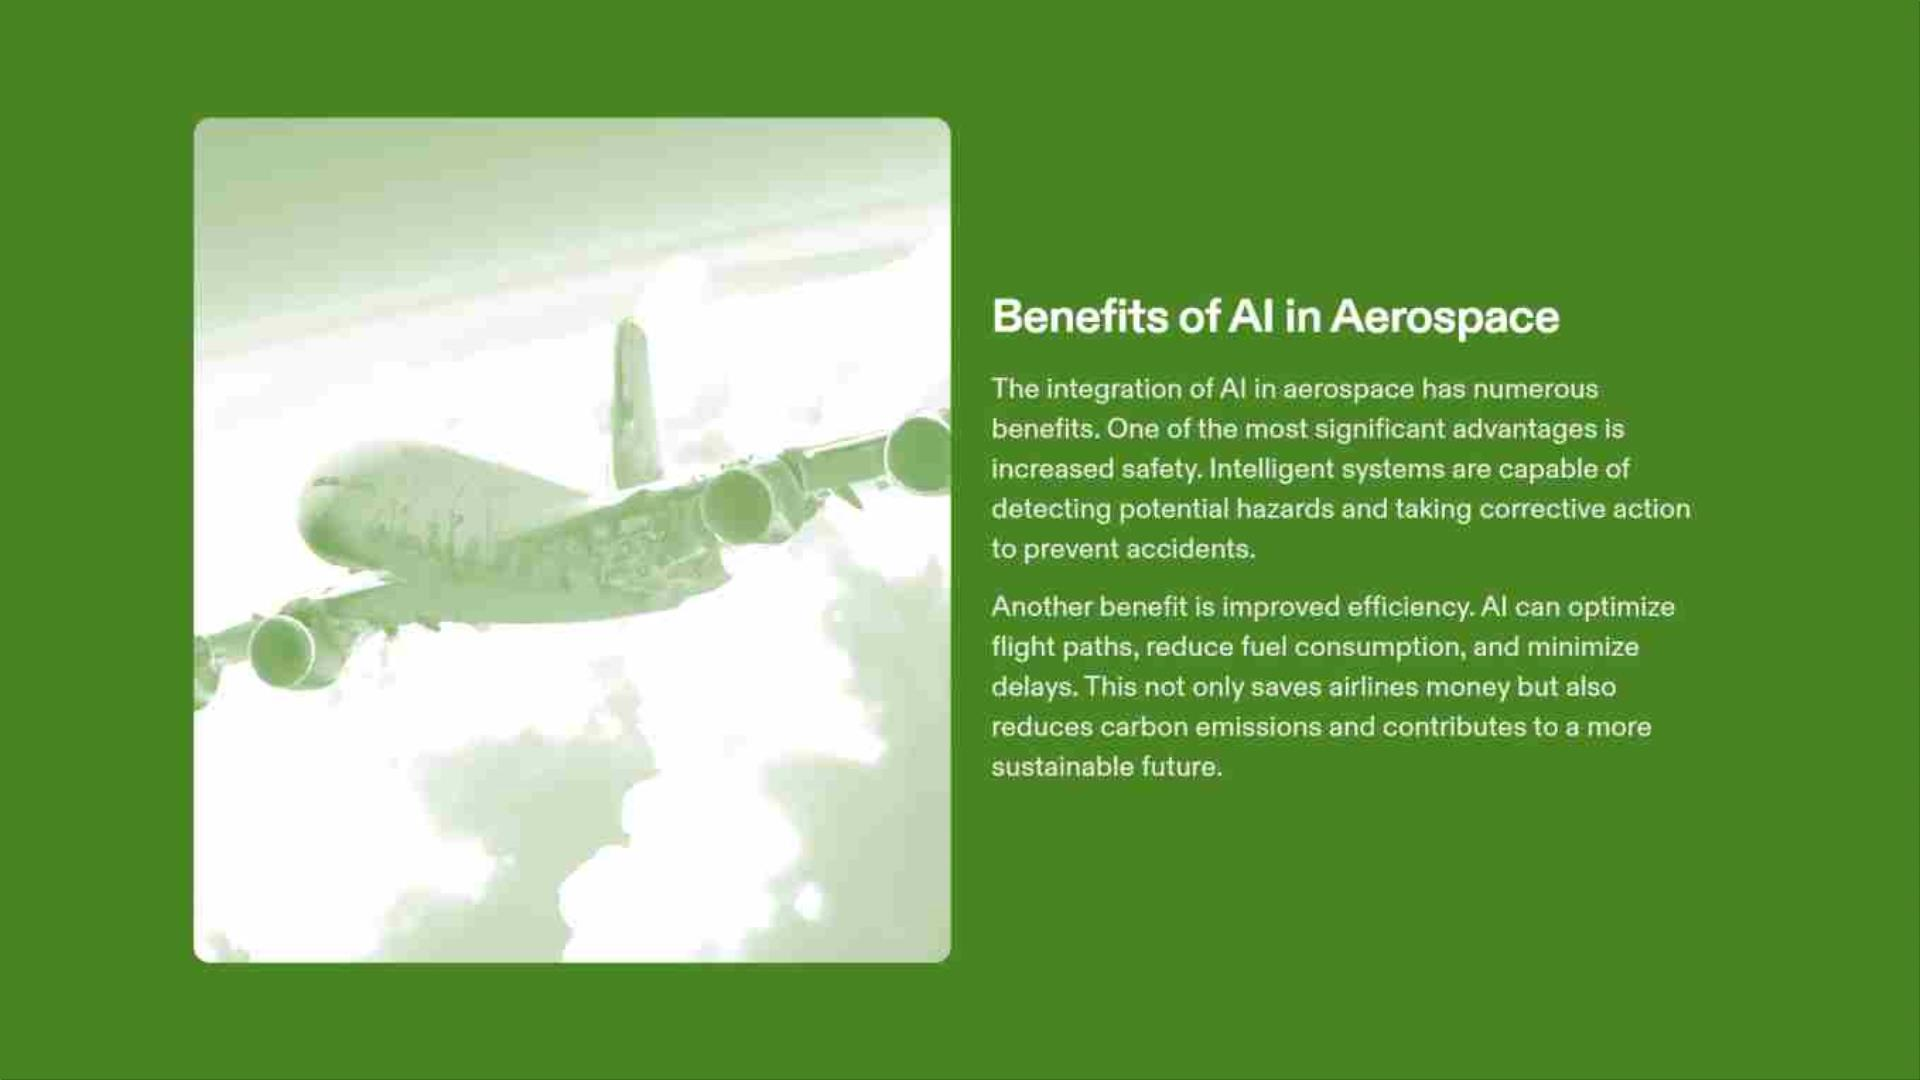 Benefits of AI in Aerospace
The integration of AI in aerospace has numerous
benefits. One of the most significant advantages is
increased safety. Intelligent systems are capable of
detecting potential hazards and taking corrective action
to prevent accidents.
Another benefit is improved efficiency. AI can optimize
flight paths, reduce fuel consumption, and minimize
delays. This not only saves airlines money but also
reduces carbon emissions and contributes to a more
sustainable future.